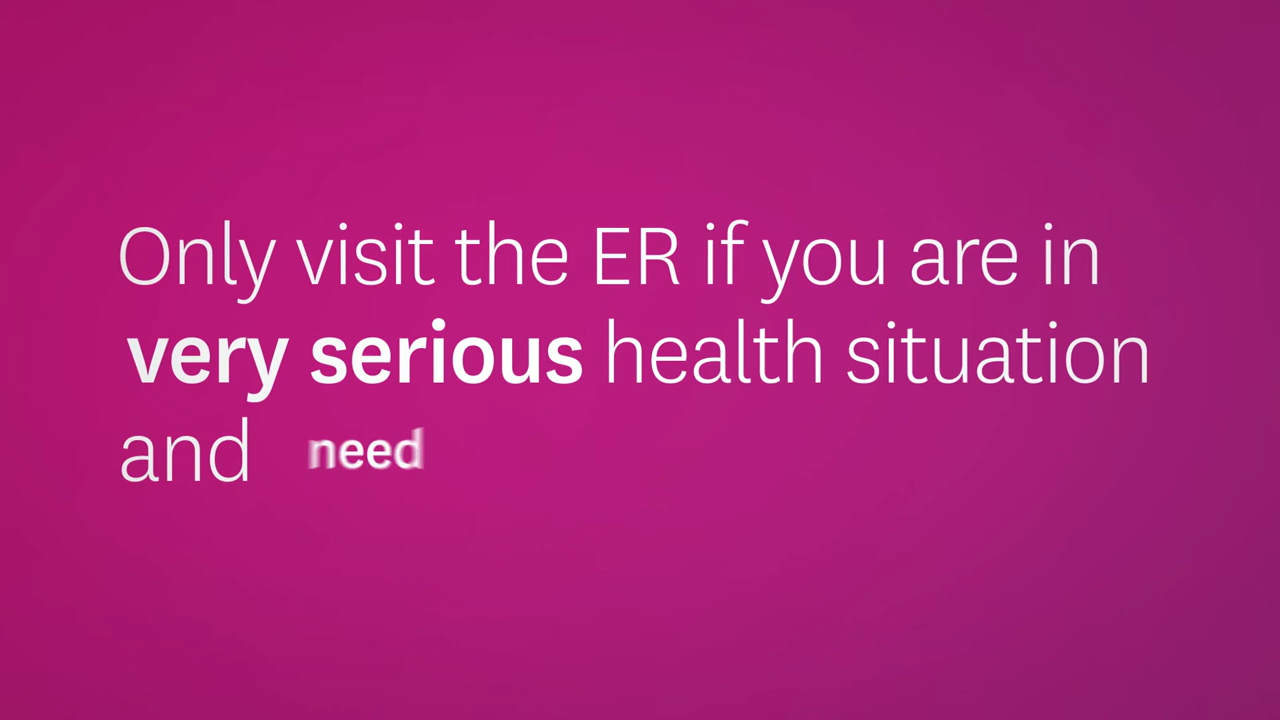 Only visit the ER if you are in
very serious health situation
and need